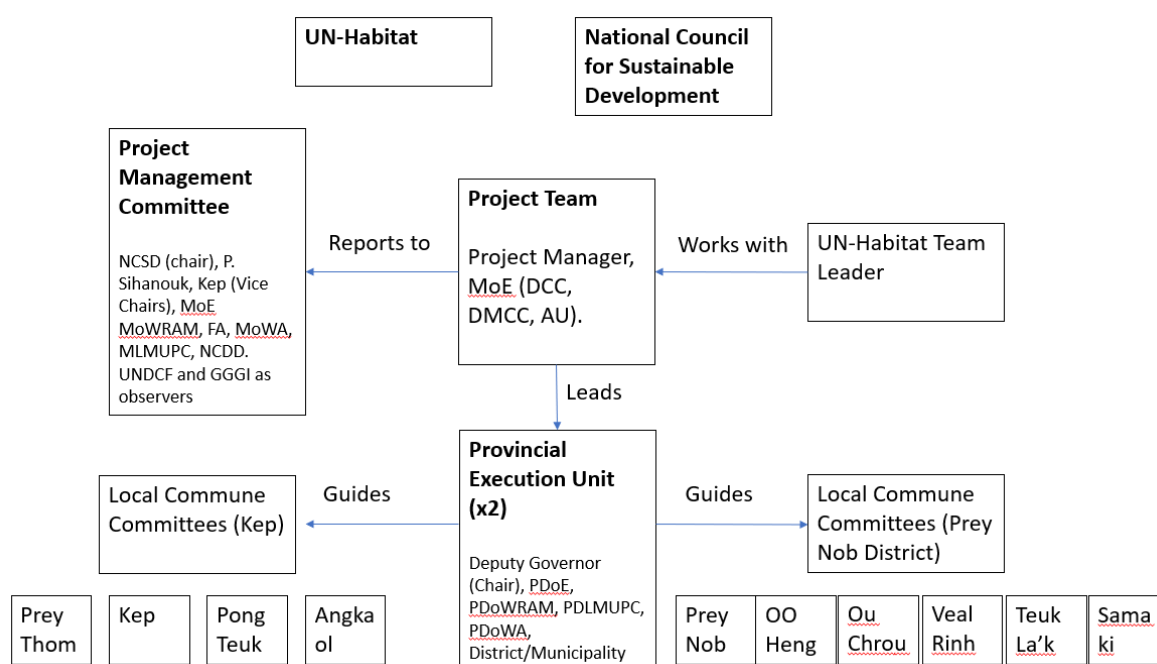 UN-Habitat
National Council
for Sustainable
Development
Project
Management
Committee
NCSD (chair), P.
Sihanouk, Kep (Vice
Chairs), MoE
MoWRAM, FA, MoWA,
MLMUPC, NCDD.
UNDCF and GGGI as
observers
Reports to
Project Team
Project Manager,
MoE (DCC,
DMCC, AU).
Works with
UN-Habitat Team
Leader
Leads
Local Commune
Committees (Kep)
Guides
Provincial
Execution Unit
(x2)
Deputy Governor
(Chair), PDoE,
PDoWRAM, PDLMUPC,
PDoWA,
District/Municipality
Guides
Local Commune
Committees (Prey
Nob District)
Prey
Thom
Kep
Pong
Teuk
Angka
ol
Prey
Nob
OO
Heng
Ou
Chrou
Veal
Rinh
Teuk
La’k
Sama
ki